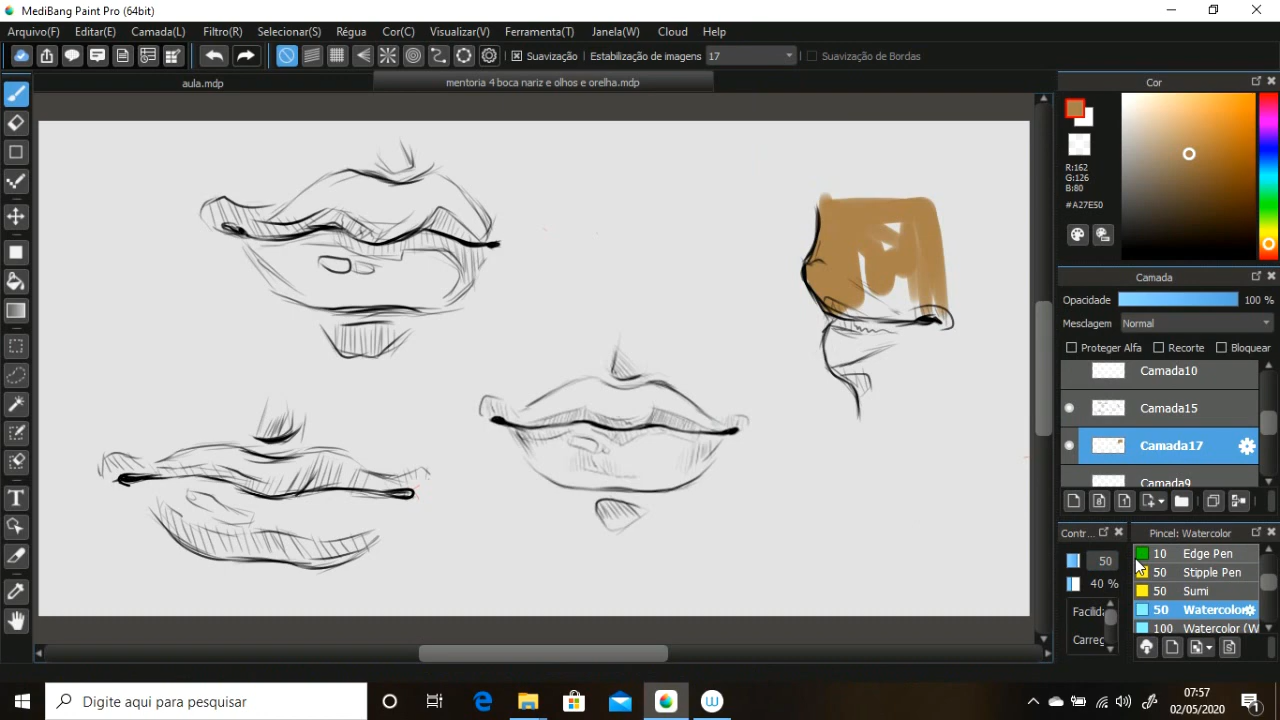 MediBang Paint Pro (64bit)
Arquivo(F) Editar(E) Camada(L) Filtro(R) Selecionar(S) Régua Cor(C) Visualizar(V) Ferramenta(T) Janela(W) Cloud Help
Suavização Estabilização de imagens 17 Suavização de Bordas
aula.mdp mentoria 4 boca nariz e olhos e orelha.mdp
Cor
R:162
G:126
B:80
#A27E50
Camada
Opacidade 100 %
Mesclagem Normal
Proteger Alfa Recorte Bloquear
Camada10
Camada15
Camada17
Camada9
Contr... Pincel: Watercolor
50
40 %
Facilida
Carreg
10 Edge Pen
50 Stipple Pen
50 Sumi
50 Watercolor
100 Watercolor (W
T
Digite aqui para pesquisar
07:57
02/05/2020
1